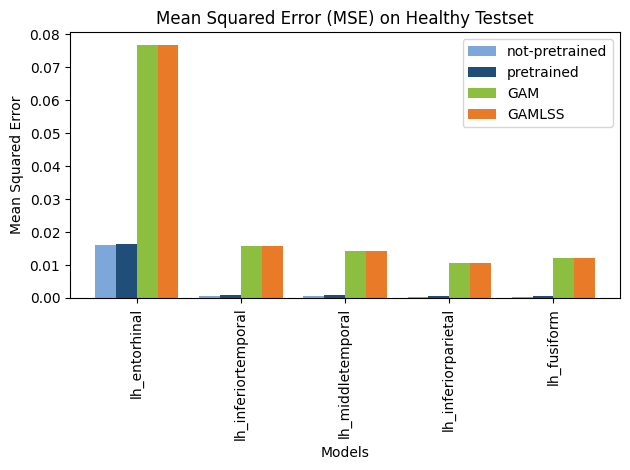 Mean Squared Error (MSE) on Healthy Testset
Mean Squared Error
0.08
0.07
0.06
0.05
0.04
0.03
0.02
0.01
0.00
not-pretrained
pretrained
GAM
GAMLSS
lh_entorhinal
lh_inferiortemporal
lh_middletemporal
lh_inferiorparietal
lh_fusiform
Models